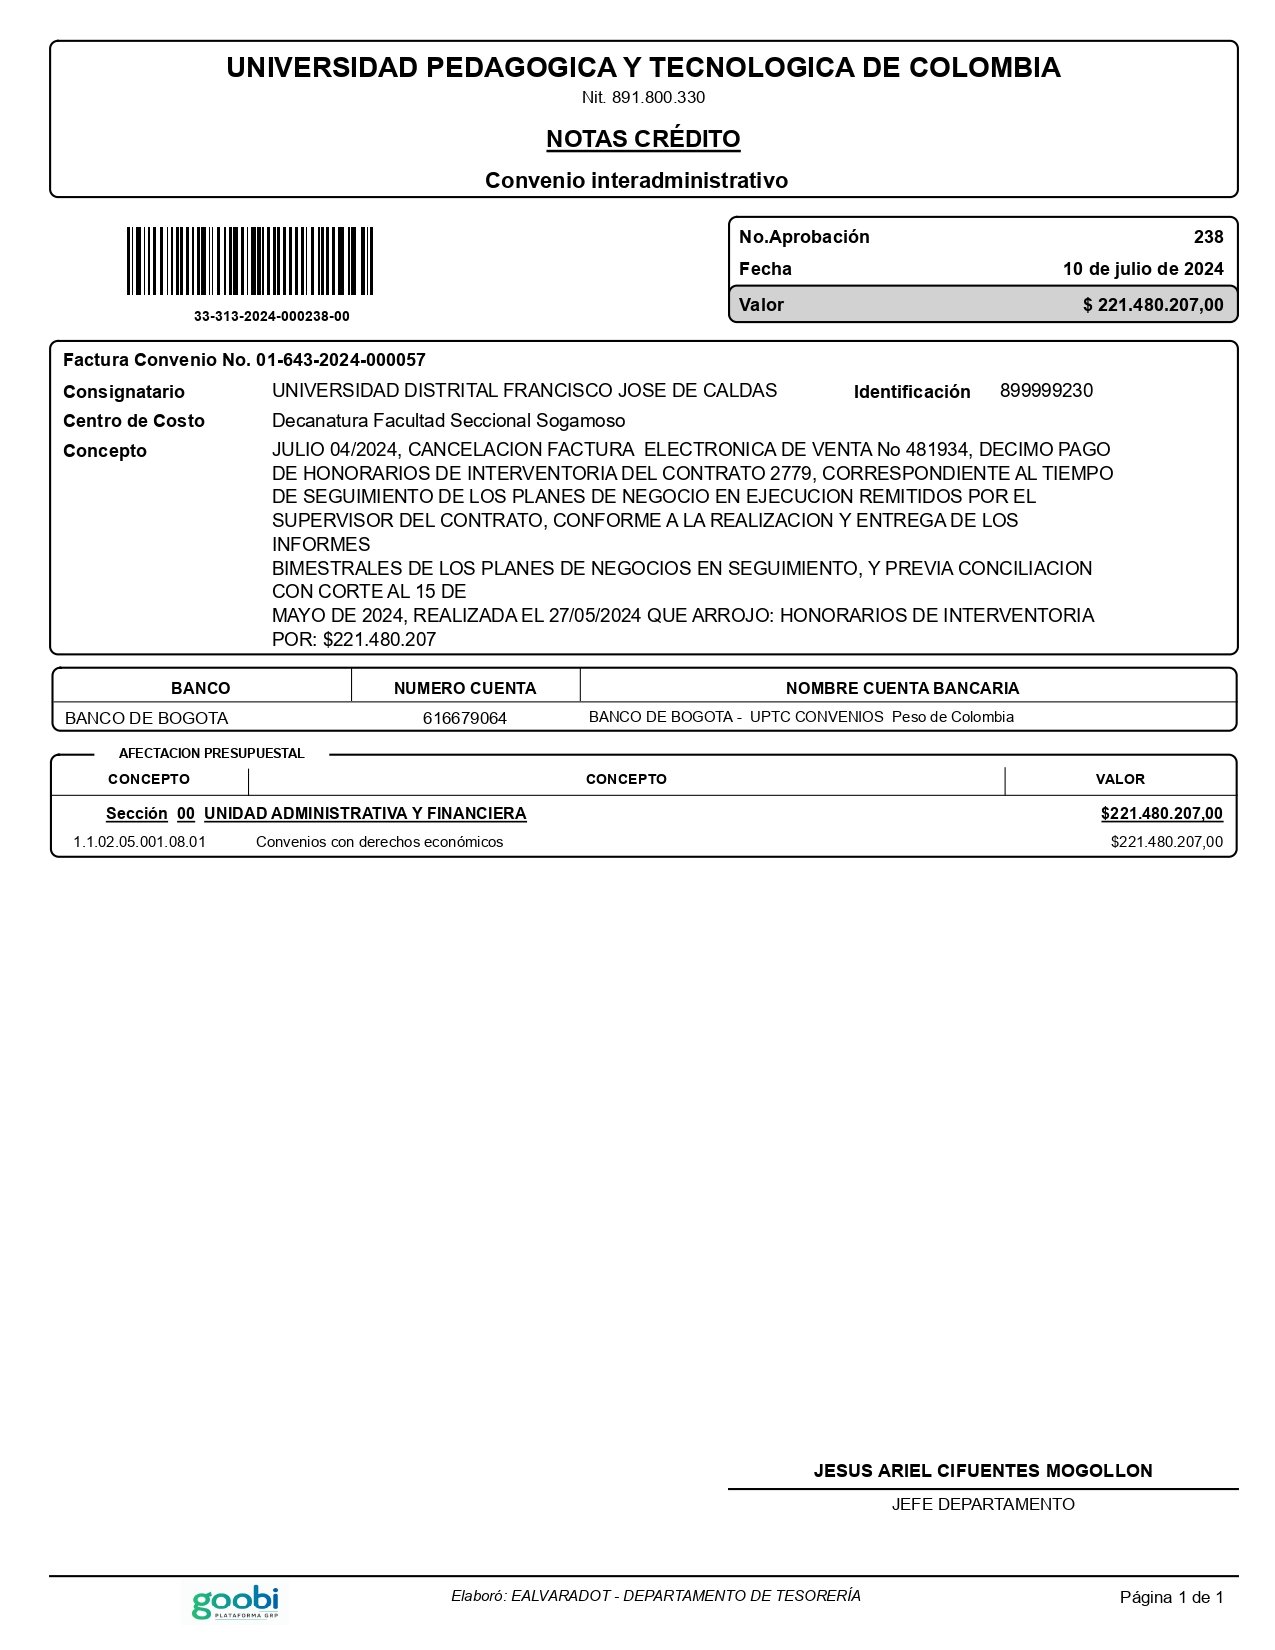 UNIVERSIDAD PEDAGOGICA Y TECNOLOGICA DE COLOMBIA
Nit. 891.800.330
NOTAS CRÉDITO
Convenio interadministrativo
33-313-2024-000238-00
No.Aprobación 238
Fecha 10 de julio de 2024
Valor $ 221.480.207,00
Factura Convenio No. 01-643-2024-000057
Consignatario UNIVERSIDAD DISTRITAL FRANCISCO JOSE DE CALDAS Identificación 899999230
Centro de Costo Decanatura Facultad Seccional Sogamoso
Concepto JULIO 04/2024, CANCELACION FACTURA ELECTRONICA DE VENTA No 481934, DECIMO PAGO
DE HONORARIOS DE INTERVENTORIA DEL CONTRATO 2779, CORRESPONDIENTE AL TIEMPO
DE SEGUIMIENTO DE LOS PLANES DE NEGOCIO EN EJECUCION REMITIDOS POR EL
SUPERVISOR DEL CONTRATO, CONFORME A LA REALIZACION Y ENTREGA DE LOS
INFORMES
BIMESTRALES DE LOS PLANES DE NEGOCIOS EN SEGUIMIENTO, Y PREVIA CONCILIACION
CON CORTE AL 15 DE
MAYO DE 2024, REALIZADA EL 27/05/2024 QUE ARROJO: HONORARIOS DE INTERVENTORIA
POR: $221.480.207
BANCO NUMERO CUENTA NOMBRE CUENTA BANCARIA
BANCO DE BOGOTA 616679064 BANCO DE BOGOTA - UPTC CONVENIOS Peso de Colombia
AFECTACION PRESUPUESTAL
CONCEPTO CONCEPTO VALOR
Sección 00 UNIDAD ADMINISTRATIVA Y FINANCIERA $221.480.207,00
1.1.02.05.001.08.01 Convenios con derechos económicos $221.480.207,00
JESUS ARIEL CIFUENTES MOGOLLON
JEFE DEPARTAMENTO
goobi
PLATAFORMA GRP
Elaboró: EALVARADOT - DEPARTAMENTO DE TESORERÍA
Página 1 de 1